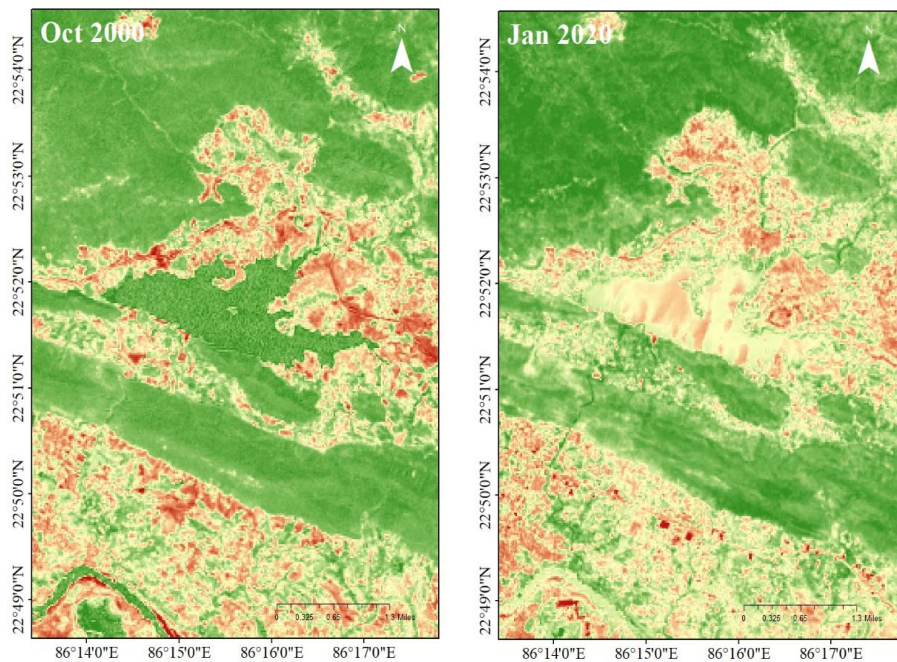 Oct 2000
N
22°54'0"N
22°53'0"N
22°52'0"N
22°51'0"N
22°50'0"N
22°49'0"N
0 0.325 0.65 1.3 Miles
86°14'0"E 86°15'0"E 86°16'0"E 86°17'0"E
Jan 2020
N
22°54'0"N
22°53'0"N
22°52'0"N
22°51'0"N
22°50'0"N
22°49'0"N
0 0.325 0.65 1.3 Miles
86°14'0"E 86°15'0"E 86°16'0"E 86°17'0"E